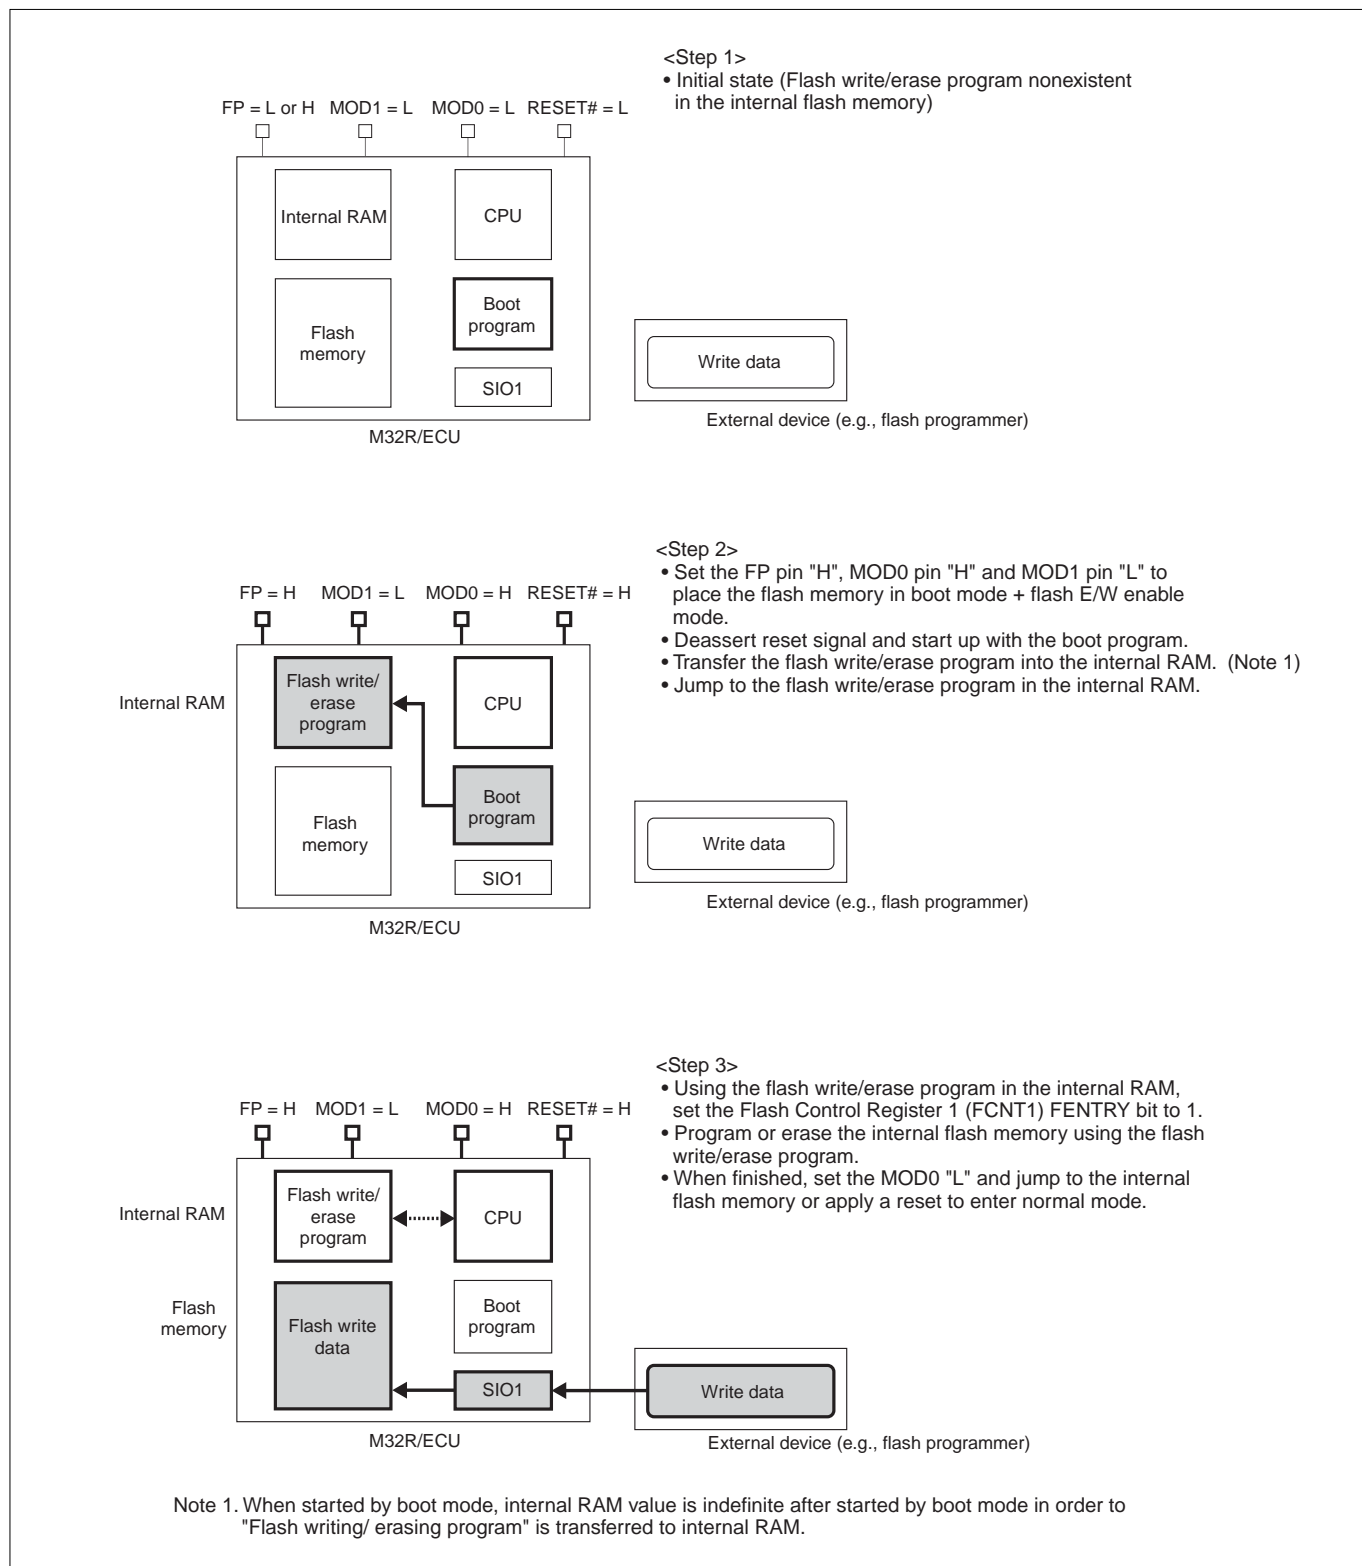 <Step 1>
• Initial state (Flash write/erase program nonexistent
in the internal flash memory)
FP = L or H MOD1 = L MOD0 = L RESET# = L
Internal RAM
CPU
Flash
memory
Boot
program
SIO1
M32R/ECU
Write data
External device (e.g., flash programmer)
<Step 2>
• Set the FP pin "H", MOD0 pin "H" and MOD1 pin "L" to
place the flash memory in boot mode + flash E/W enable
mode.
• Deassert reset signal and start up with the boot program.
• Transfer the flash write/erase program into the internal RAM. (Note 1)
• Jump to the flash write/erase program in the internal RAM.
FP = H MOD1 = L MOD0 = H RESET# = H
Internal RAM
Flash write/
erase
program
CPU
Flash
memory
Boot
program
SIO1
M32R/ECU
Write data
External device (e.g., flash programmer)
<Step 3>
• Using the flash write/erase program in the internal RAM,
set the Flash Control Register 1 (FCNT1) FENTRY bit to 1.
• Program or erase the internal flash memory using the flash
write/erase program.
• When finished, set the MOD0 "L" and jump to the internal
flash memory or apply a reset to enter normal mode.
FP = H MOD1 = L MOD0 = H RESET# = H
Internal RAM
Flash write/
erase
program
CPU
Flash
memory
Flash write
data
Boot
program
SIO1
M32R/ECU
Write data
External device (e.g., flash programmer)
Note 1. When started by boot mode, internal RAM value is indefinite after started by boot mode in order to
"Flash writing/ erasing program" is transferred to internal RAM.